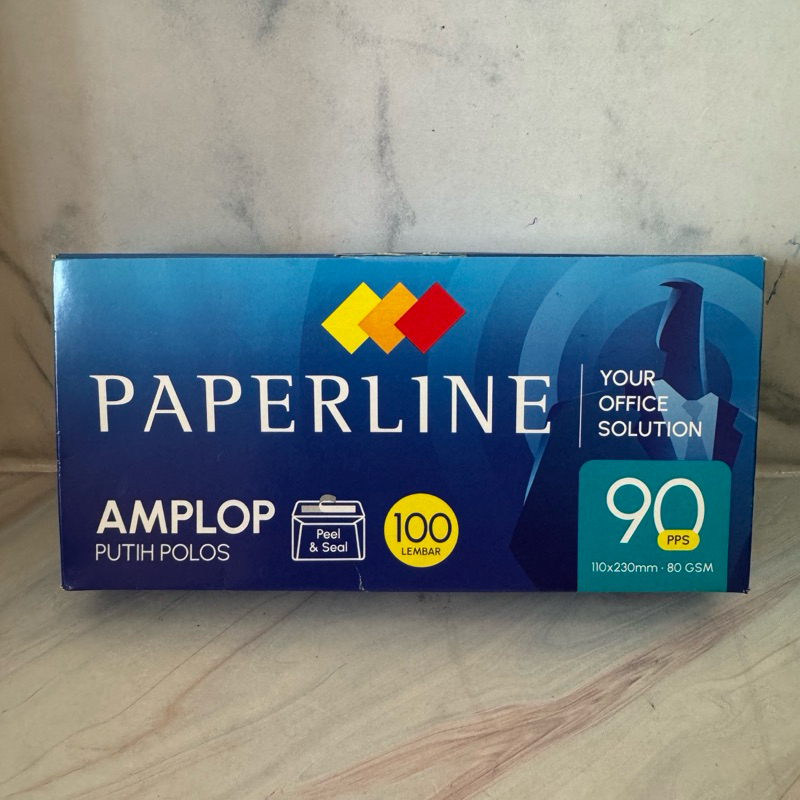 PAPERLINE
YOUR
OFFICE
SOLUTION
AMPLOP
PUTIH POLOS
Peel
& Seal
100
LEMBAR
90
PPS
110x230mm · 80 GSM